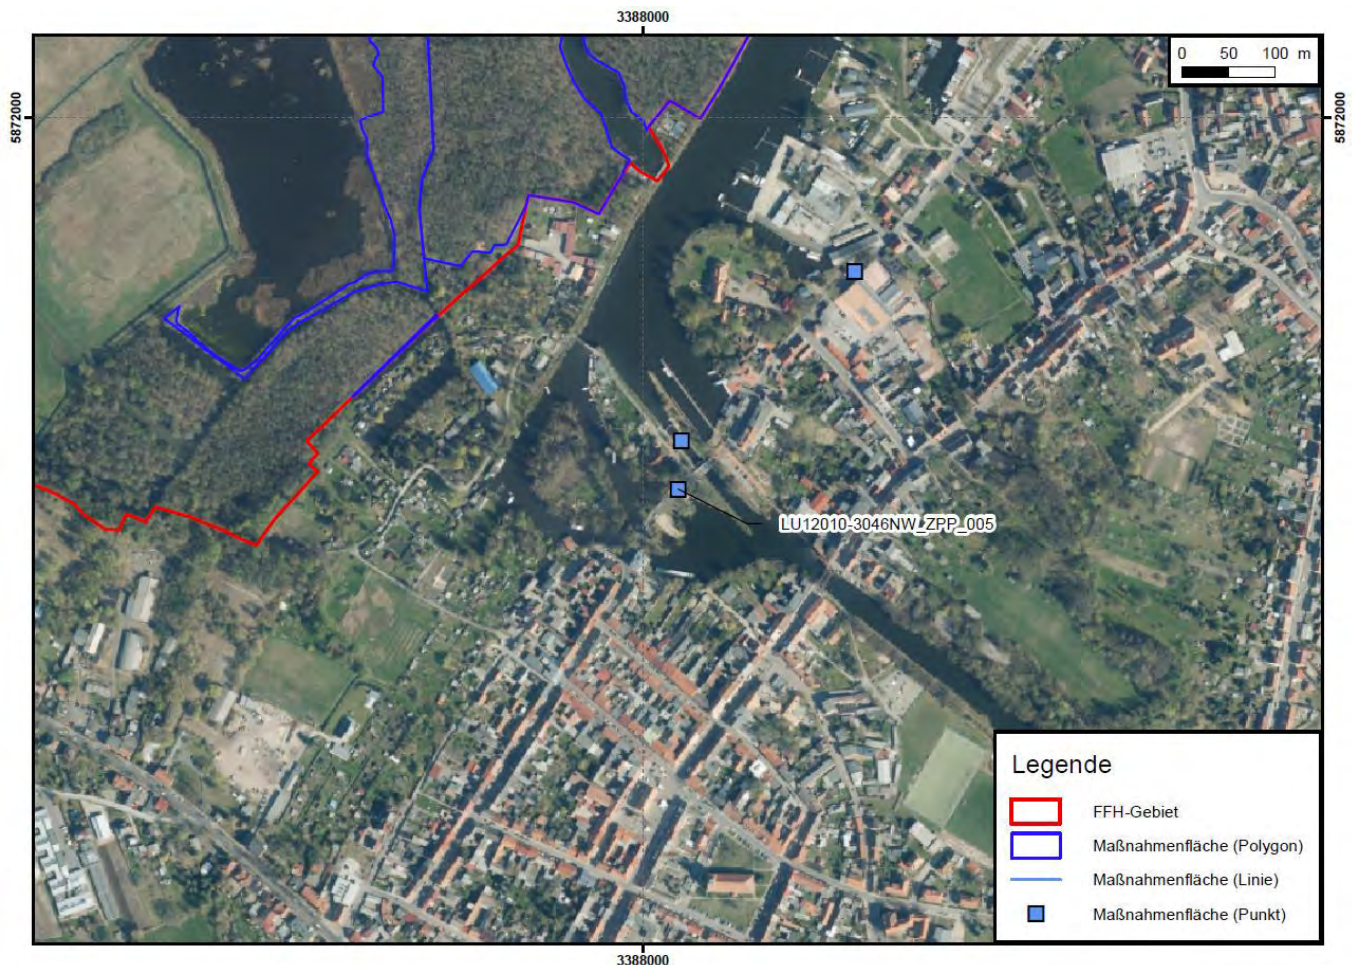 3388000
0 50 100 m
5872000
5872000
LU12010-3046NW_ZPP_005
Legende
FFH-Gebiet
Maßnahmenfläche (Polygon)
Maßnahmenfläche (Linie)
Maßnahmenfläche (Punkt)
3388000